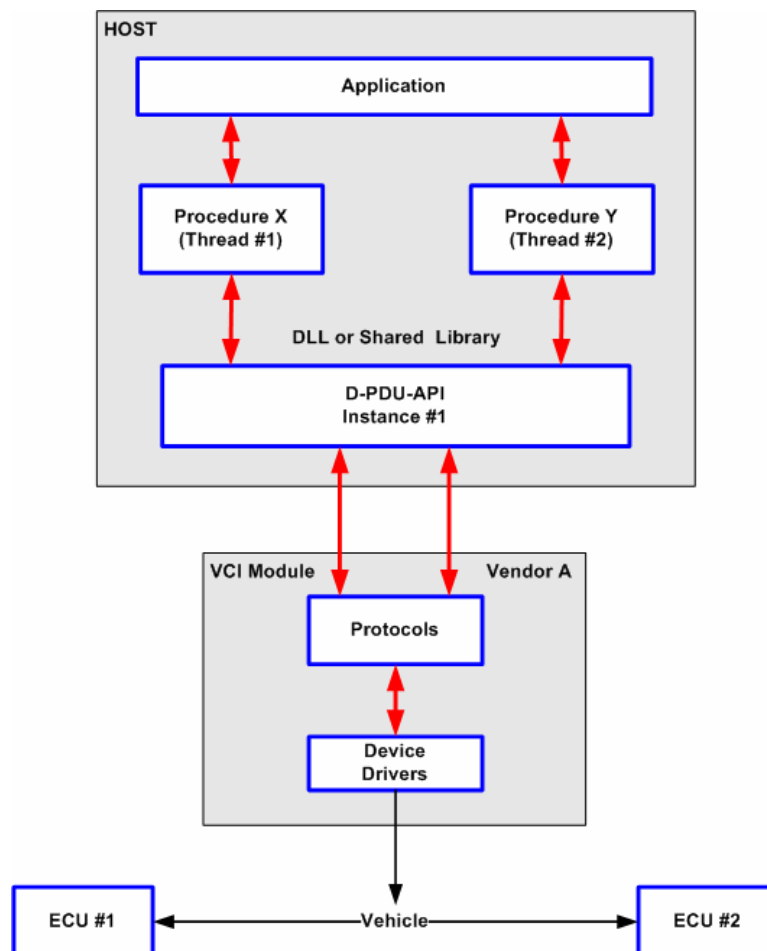 HOST
Application
Procedure X
(Thread #1)
Procedure Y
(Thread #2)
DLL or Shared Library
D-PDU-API
Instance #1
VCI Module
Vendor A
Protocols
Device
Drivers
ECU #1
Vehicle
ECU #2